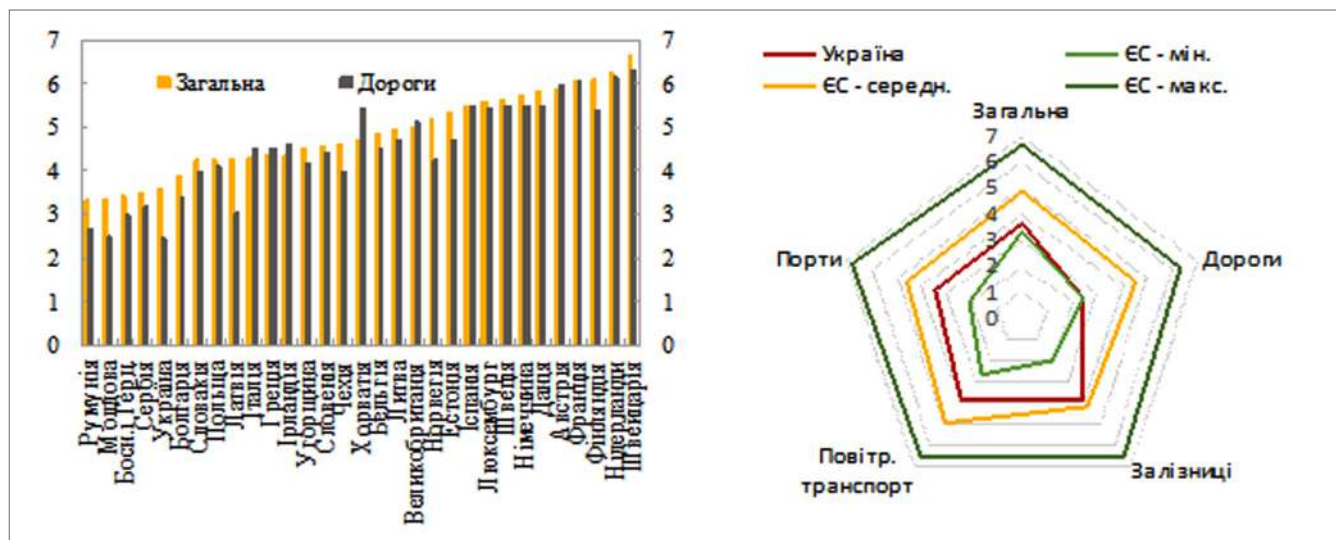 7 7
6 6
5 5
4 4
3 3
2 2
1 1
0 0
Загальна Дороги
Румунія
Молдова
Босн.І Герц.
Сербія
Україна
Болгарія
Словакія
Польща
Латвія
Італія
Греція
Ірландія
Угорщина
Словенія
Чехія
Хорватія
Бельгія
Литва
Великобританія
Норвегія
Естонія
Іспанія
Люксембург
Швеція
Німеччина
Данія
Австрія
Франція
Фінляндія
Нідерланди
Швейцарія
Україна ЄС - мін.
ЄС - середн. ЄС - макс.
Загальна
7
6
5
4
3
2
1
0
Порти Дороги
Повітр.
транспорт
Залізниці